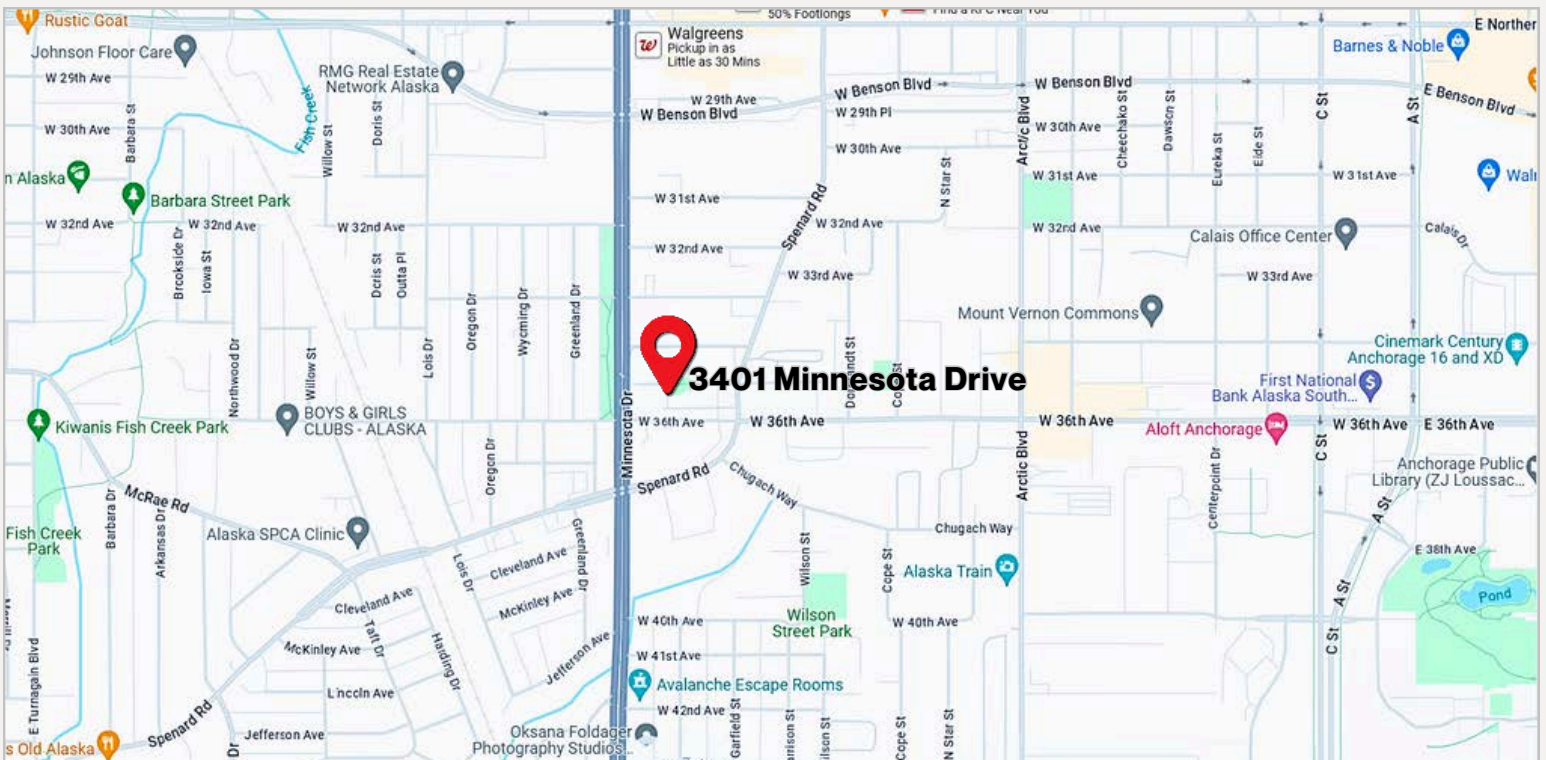 Rustic Goat
50% Footlongs
Find a KFC Near You
E Norther
Johnson Floor Care
Walgreens
Pickup in as
Little as 30 Mins
Barnes & Noble
W 29th Ave
RMG Real Estate
Network Alaska
W Benson Blvd
W Benson Blvd
E Benson Blvd
W 29th Ave
W Benson Blvd
W 29th Pl
Fish Creek
Barbara St
Doris St
Willow St
W 30th Ave
W 30th Ave
W 30th Ave
Arctic Blvd
Cheechako St
Dawson St
Eureka St
Eide St
C St
A St
n Alaska
Barbara Street Park
W 31st Ave
N Star St
W 31st Ave
W 31st Ave
Spenard Rd
W 32nd Ave
W 32nd Ave
W 32nd Ave
W 32nd Ave
W 32nd Ave
W 32nd Ave
Calais Office Center
Calais Dr
Brookside Dr
Iowa St
Doris St
Outta Pl
W 33rd Ave
W 33rd Ave
Oregon Dr
Wyoming Dr
Greenland Dr
Mount Vernon Commons
Northwood Dr
Willow St
Lois Dr
Cinemark Century
Anchorage 16 and XD
3401 Minnesota Drive
First National
Bank Alaska South...
Minnesota Dr
Kiwanis Fish Creek Park
BOYS & GIRLS
CLUBS - ALASKA
W 36th Ave
W 36th Ave
W 36th Ave
Aloft Anchorage
W 36th Ave
E 36th Ave
Oregon Dr
Spenard Rd
Chugach Way
Arctic Blvd
Centerpoint Dr
C St
Anchorage Public
Library (ZJ Loussac...
McRae Rd
Barbara Dr
Arkansas Dr
A St
Fish Creek
Park
Alaska SPCA Clinic
Greenland Dr
Chugach Way
Lois Dr
Cleveland Ave
Wilson St
Cope St
Alaska Train
E 38th Ave
Cleveland Ave
McKinley Ave
A St
Pond
Wilson
Street Park
W 40th Ave
W 40th Ave
Taft Dr
Harding Dr
McKinley Ave
Jefferson Ave
C St
E Turnagain Blvd
W 41st Ave
Avalanche Escape Rooms
Lincoln Ave
W 42nd Ave
Garfield St
rrison St
ilson St
Cope St
N Star St
Spenard Rd
Jefferson Ave
Dr
Oksana Foldager
Photography Studios...
s Old Alaska